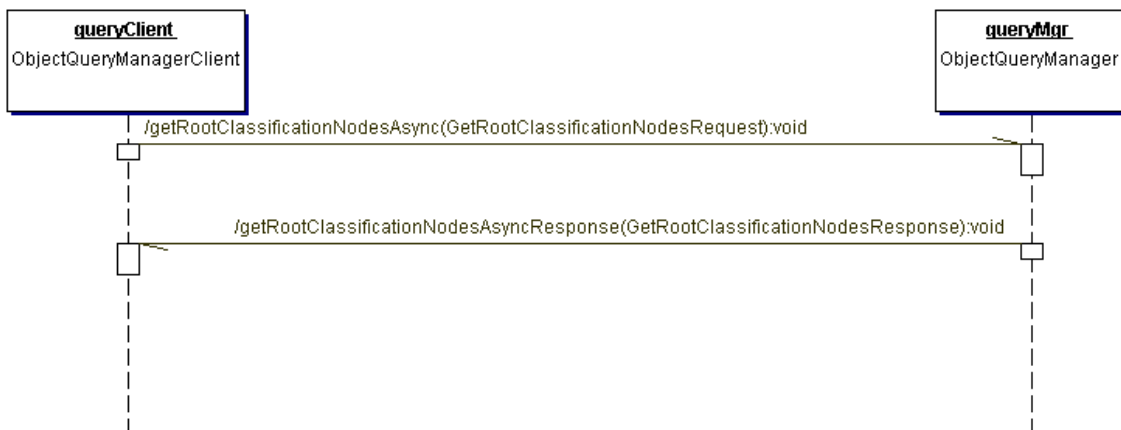 queryClient
ObjectQueryManagerClient
queryMgr
ObjectQueryManager
/getRootClassificationNodesAsync(GetRootClassificationNodesRequest):void
/getRootClassificationNodesAsyncResponse(GetRootClassificationNodesResponse):void